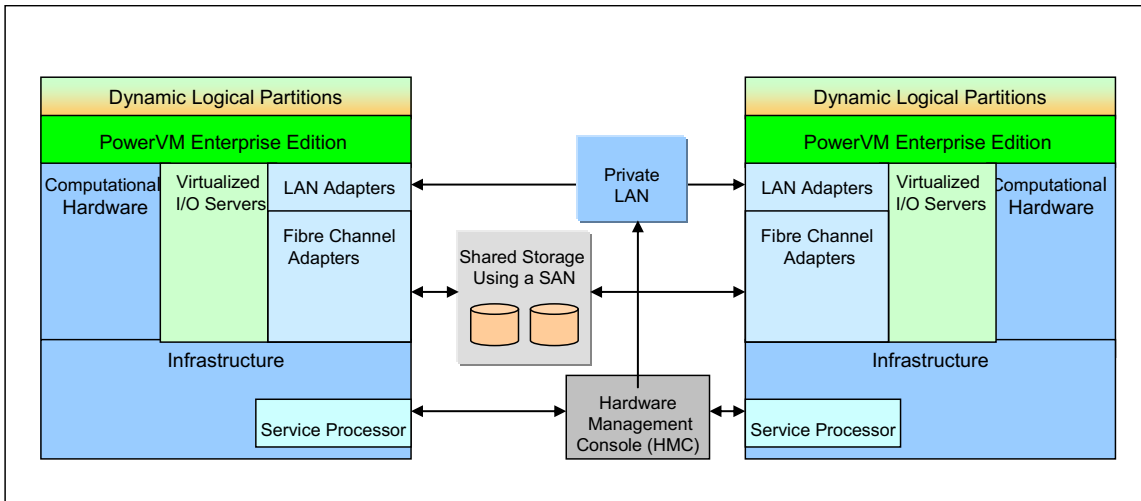 Dynamic Logical Partitions
PowerVM Enterprise Edition
Computational
Hardware
Virtualized
I/O Servers
LAN Adapters
Fibre Channel
Adapters
Infrastructure
Service Processor
Private
LAN
Shared Storage
Using a SAN
Hardware
Management
Console (HMC)
Dynamic Logical Partitions
PowerVM Enterprise Edition
LAN Adapters
Fibre Channel
Adapters
Virtualized
I/O Servers
Computational
Hardware
Infrastructure
Service Processor